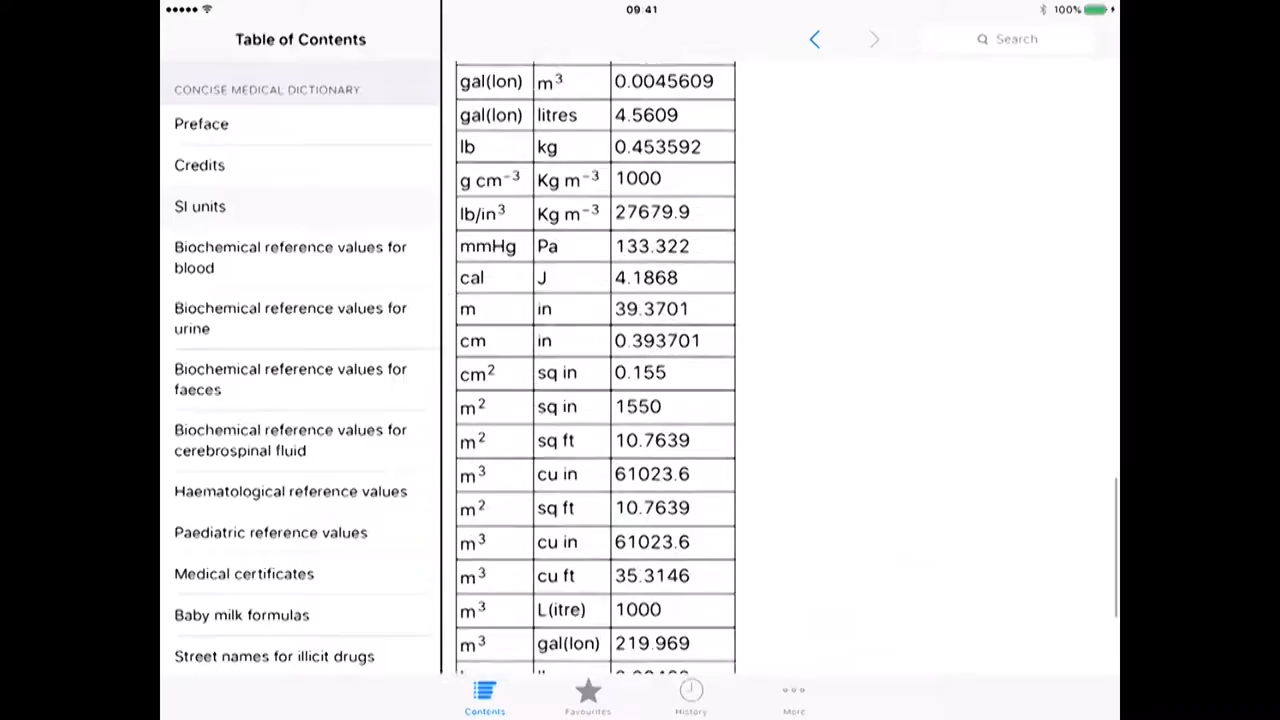 09:41
100%
Table of Contents
Search
CONCISE MEDICAL DICTIONARY
Preface
Credits
SI units
Biochemical reference values for
blood
Biochemical reference values for
urine
Biochemical reference values for
faeces
Biochemical reference values for
cerebrospinal fluid
Haematological reference values
Paediatric reference values
Medical certificates
Baby milk formulas
Street names for illicit drugs
gal(lon) m³ 0.0045609
gal(lon) litres 4.5609
lb kg 0.453592
g cm⁻³ Kg m⁻³ 1000
lb/in³ Kg m⁻³ 27679.9
mmHg Pa 133.322
cal J 4.1868
m in 39.3701
cm in 0.393701
cm² sq in 0.155
m² sq in 1550
m² sq ft 10.7639
m³ cu in 61023.6
m² sq ft 10.7639
m³ cu in 61023.6
m³ cu ft 35.3146
m³ L(itre) 1000
m³ gal(lon) 219.969
Contents
Favourites
History
More